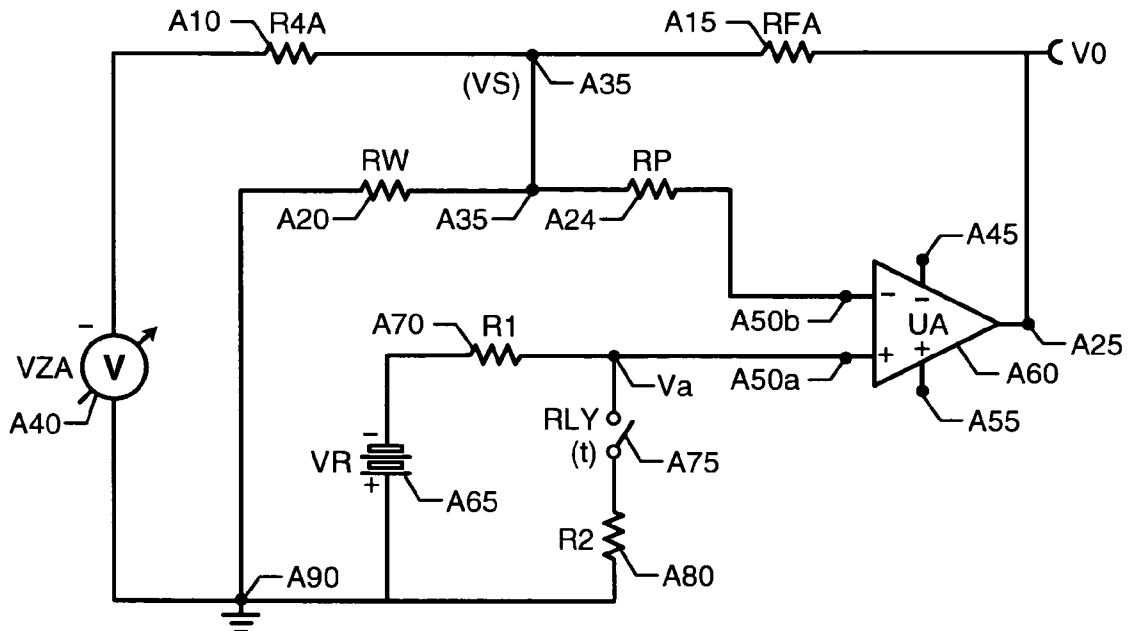 A10 R4A A15 RFA
V0
(VS) A35
RW RP
A20 A35 A24
A45
−
A50b − − UA
A70 R1
VZA V
A50a + + A60 A25
Va
A40
RLY
(t) A75
A55
−
VR
+ A65
R2
A80
A90